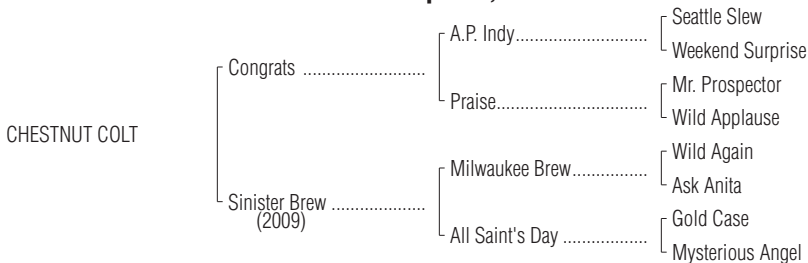 Seattle Slew
A.P. Indy
Weekend Surprise
Congrats
Mr. Prospector
Praise
Wild Applause
CHESTNUT COLT
Wild Again
Milwaukee Brew
Ask Anita
Sinister Brew
(2009)
Gold Case
All Saint's Day
Mysterious Angel